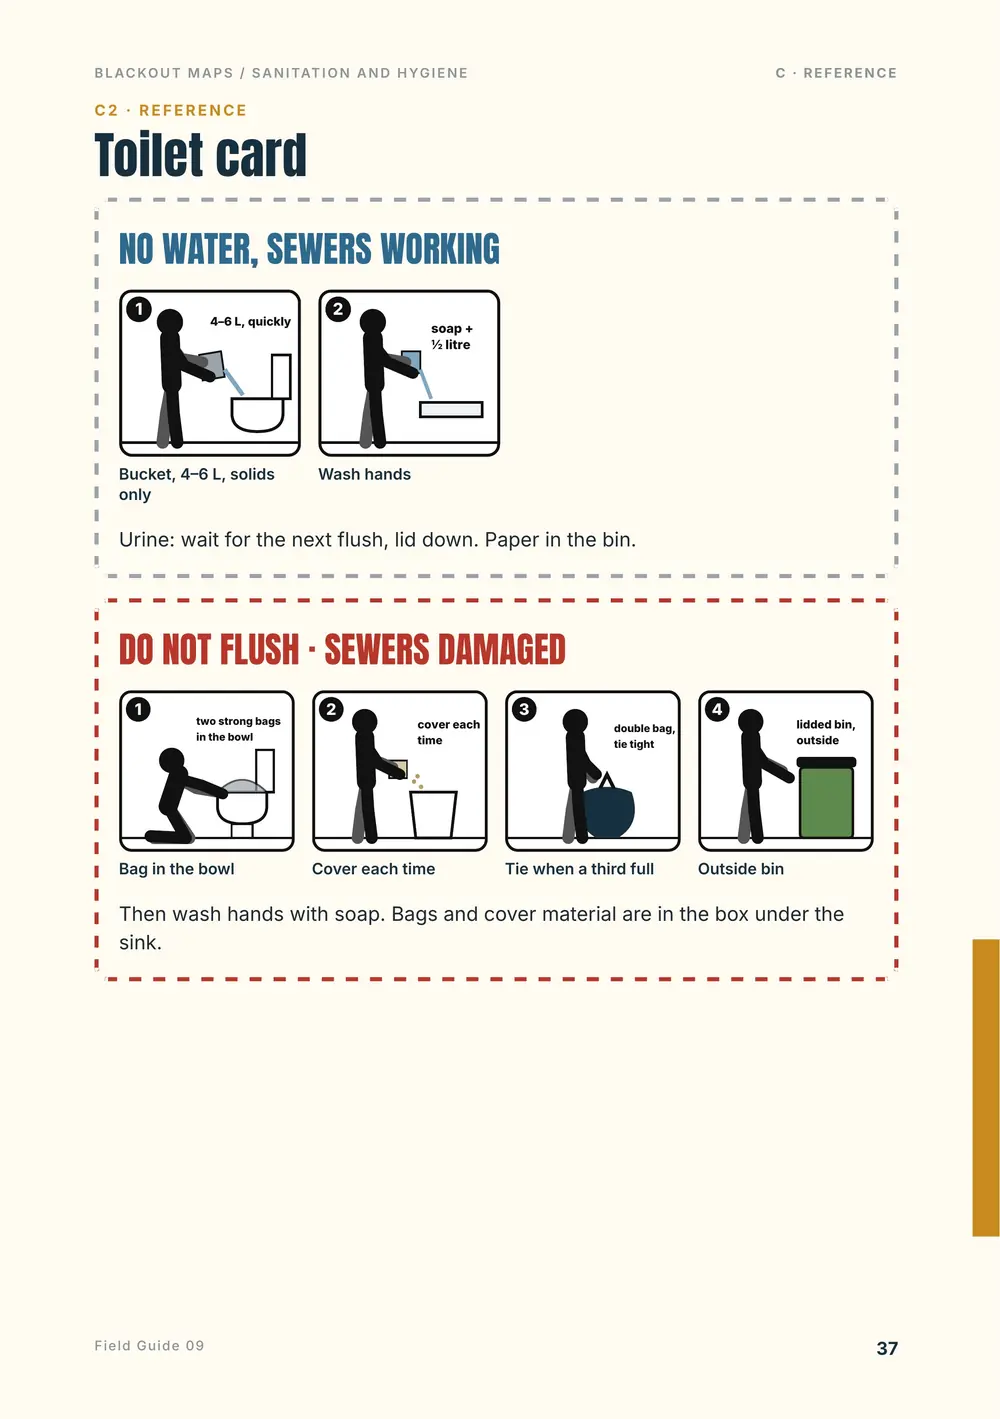 BLACKOUT MAPS / SANITATION AND HYGIENE
C · REFERENCE
C2 · REFERENCE
Toilet card
NO WATER, SEWERS WORKING
1
4–6 L, quickly
Bucket, 4–6 L, solids
only
2
soap +
½ litre
Wash hands
Urine: wait for the next flush, lid down. Paper in the bin.
DO NOT FLUSH · SEWERS DAMAGED
1
two strong bags
in the bowl
Bag in the bowl
2
cover each
time
Cover each time
3
double bag,
tie tight
Tie when a third full
4
lidded bin,
outside
Outside bin
Then wash hands with soap. Bags and cover material are in the box under the
sink.
Field Guide 09
37